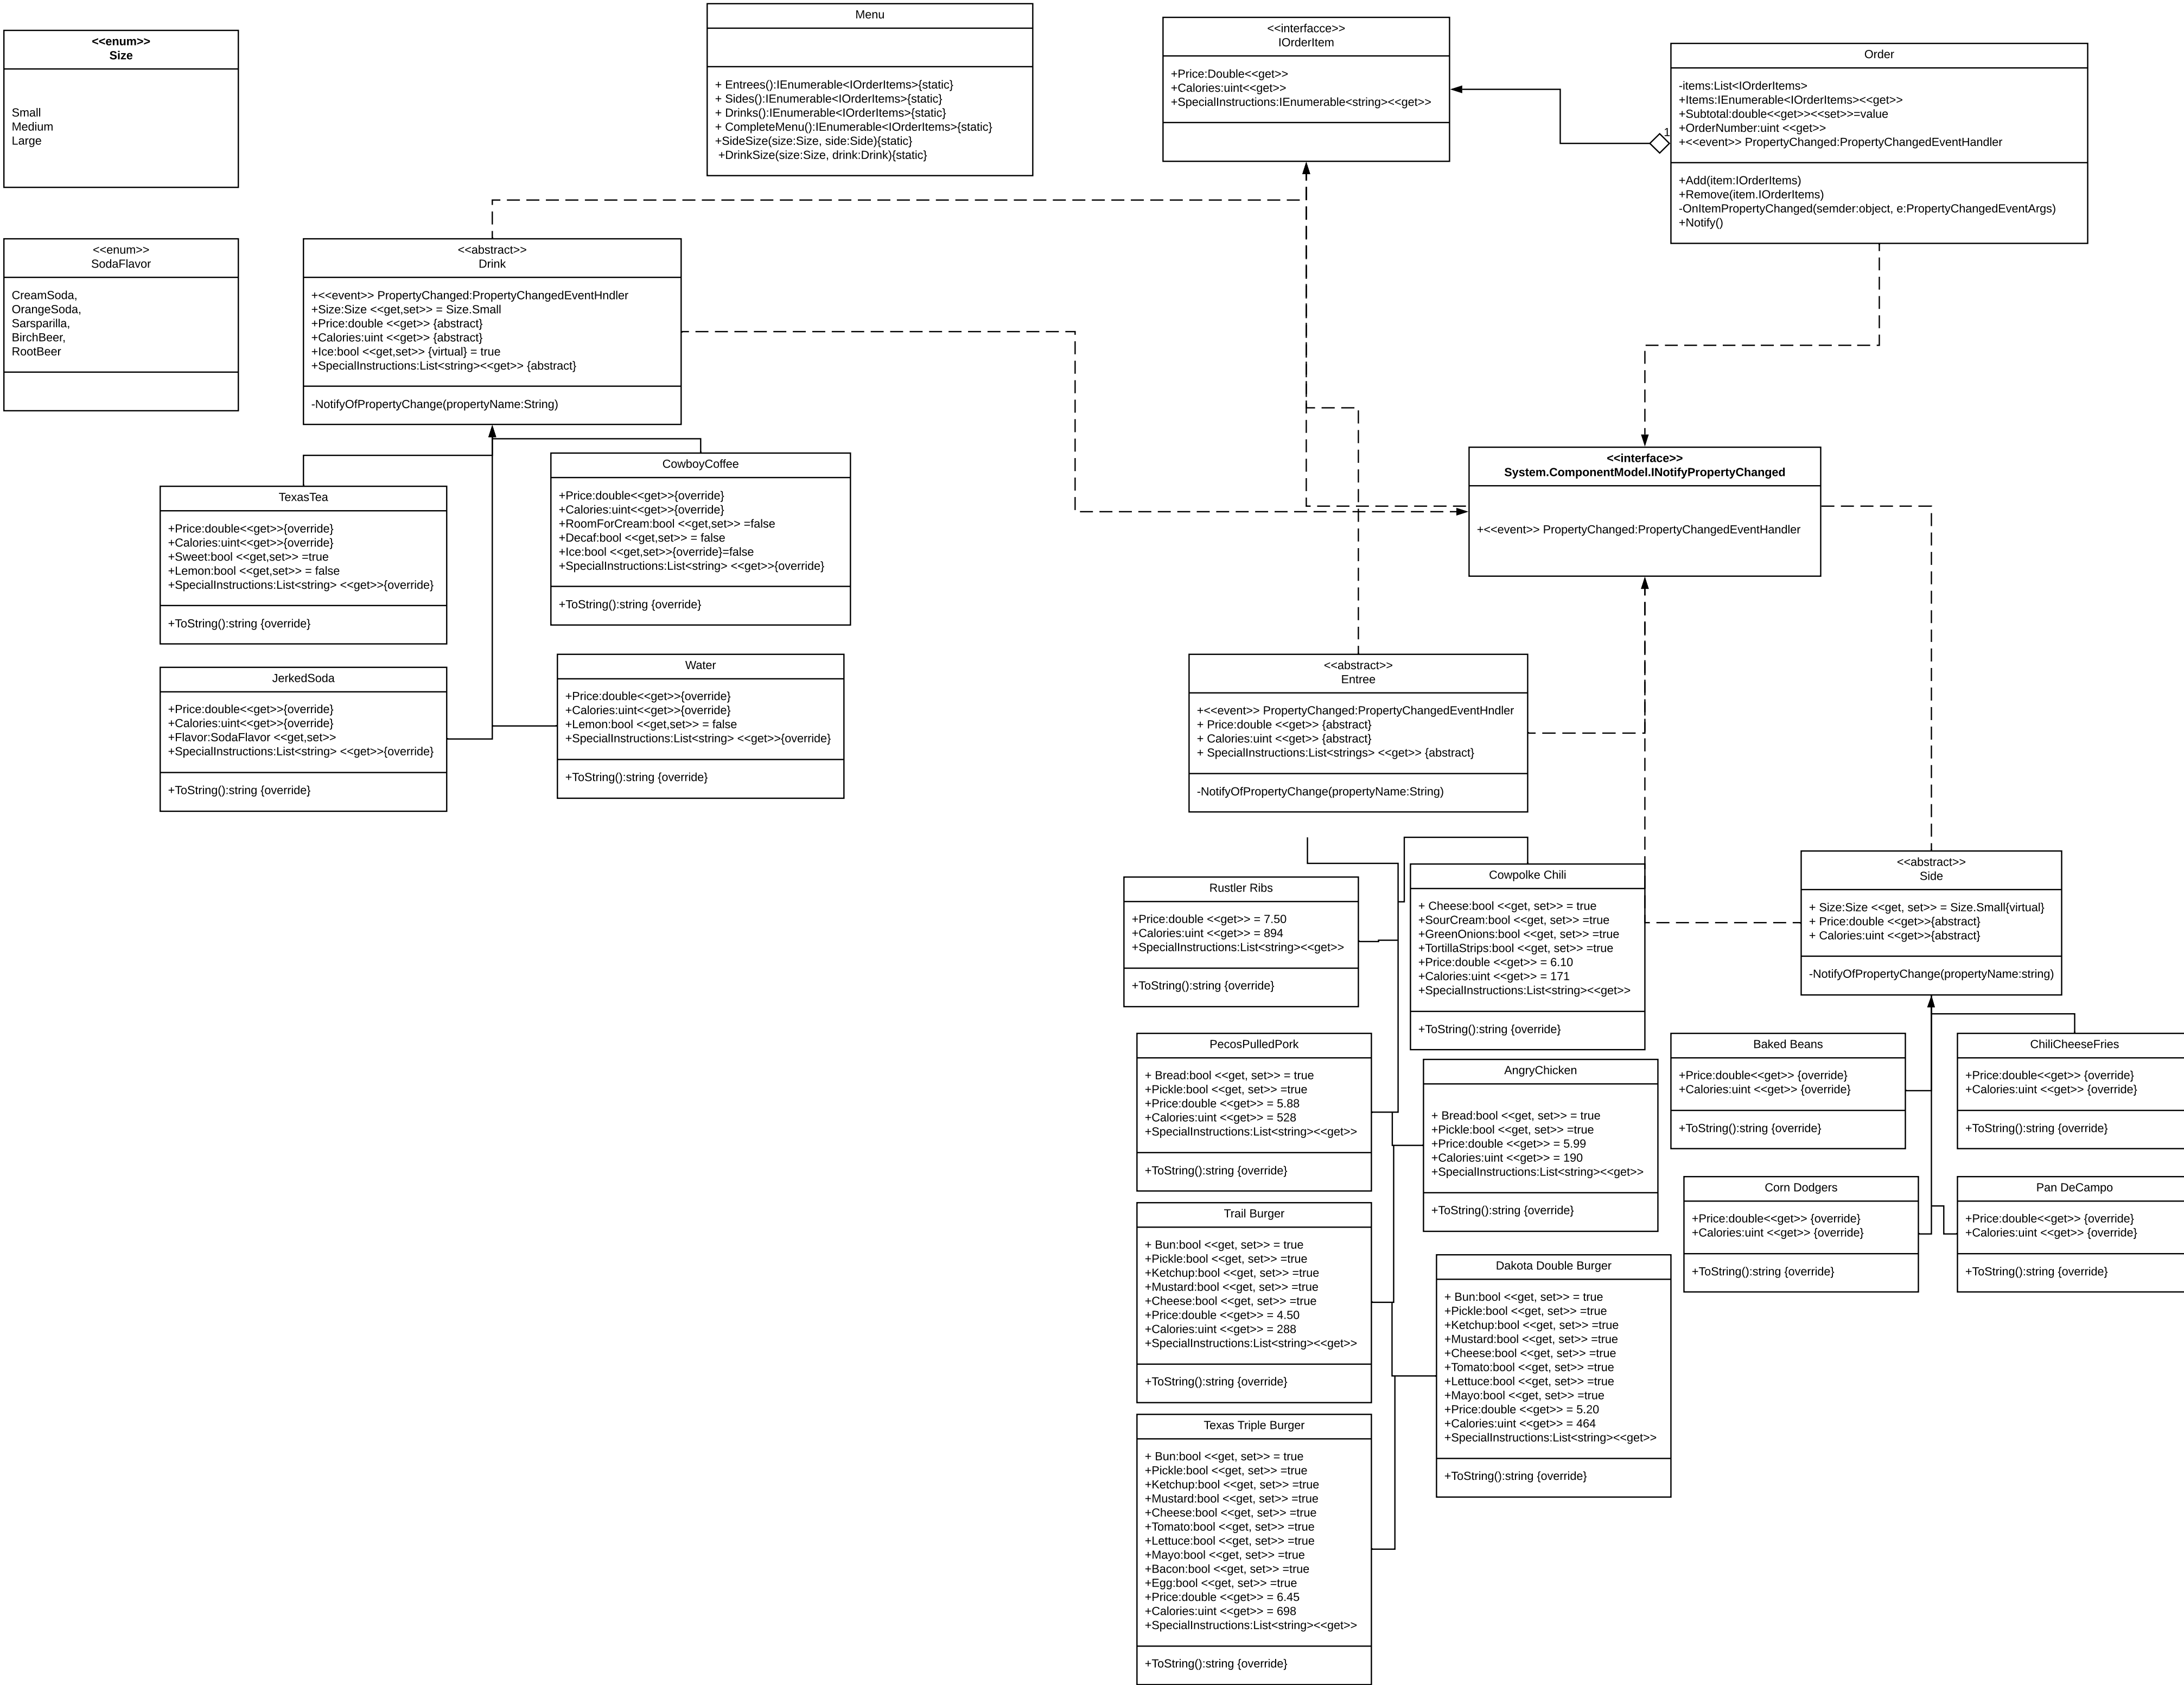 <<enum>>
Size
Small
Medium
Large
Menu
+ Entrees():IEnumerable<IOrderItems>{static}
+ Sides():IEnumerable<IOrderItems>{static}
+ Drinks():IEnumerable<IOrderItems>{static}
+ CompleteMenu():IEnumerable<IOrderItems>{static}
+SideSize(size:Size, side:Side){static}
+DrinkSize(size:Size, drink:Drink){static}
<<interfacce>>
IOrderItem
+Price:Double<<get>>
+Calories:uint<<get>>
+SpecialInstructions:IEnumerable<string><<get>>
1
Order
-items:List<IOrderItems>
+Items:IEnumerable<IOrderItems><<get>>
+Subtotal:double<<get>><<set>>=value
+OrderNumber:uint <<get>>
+<<event>> PropertyChanged:PropertyChangedEventHandler
+Add(item:IOrderItems)
+Remove(item.IOrderItems)
-OnItemPropertyChanged(semder:object, e:PropertyChangedEventArgs)
+Notify()
<<enum>>
SodaFlavor
CreamSoda,
OrangeSoda,
Sarsparilla,
BirchBeer,
RootBeer
<<abstract>>
Drink
+<<event>> PropertyChanged:PropertyChangedEventHndler
+Size:Size <<get,set>> = Size.Small
+Price:double <<get>> {abstract}
+Calories:uint <<get>> {abstract}
+Ice:bool <<get,set>> {virtual} = true
+SpecialInstructions:List<string><<get>> {abstract}
-NotifyOfPropertyChange(propertyName:String)
TexasTea
+Price:double<<get>>{override}
+Calories:uint<<get>>{override}
+Sweet:bool <<get,set>> =true
+Lemon:bool <<get,set>> = false
+SpecialInstructions:List<string> <<get>>{override}
+ToString():string {override}
CowboyCoffee
+Price:double<<get>>{override}
+Calories:uint<<get>>{override}
+RoomForCream:bool <<get,set>> =false
+Decaf:bool <<get,set>> = false
+Ice:bool <<get,set>>{override}=false
+SpecialInstructions:List<string> <<get>>{override}
+ToString():string {override}
JerkedSoda
+Price:double<<get>>{override}
+Calories:uint<<get>>{override}
+Flavor:SodaFlavor <<get,set>>
+SpecialInstructions:List<string> <<get>>{override}
+ToString():string {override}
Water
+Price:double<<get>>{override}
+Calories:uint<<get>>{override}
+Lemon:bool <<get,set>> = false
+SpecialInstructions:List<string> <<get>>{override}
+ToString():string {override}
<<interface>>
System.ComponentModel.INotifyPropertyChanged
+<<event>> PropertyChanged:PropertyChangedEventHandler
<<abstract>>
Entree
+<<event>> PropertyChanged:PropertyChangedEventHndler
+ Price:double <<get>> {abstract}
+ Calories:uint <<get>> {abstract}
+ SpecialInstructions:List<strings> <<get>> {abstract}
-NotifyOfPropertyChange(propertyName:String)
Rustler Ribs
+Price:double <<get>> = 7.50
+Calories:uint <<get>> = 894
+SpecialInstructions:List<string><<get>>
+ToString():string {override}
Cowpolke Chili
+ Cheese:bool <<get, set>> = true
+SourCream:bool <<get, set>> =true
+GreenOnions:bool <<get, set>> =true
+TortillaStrips:bool <<get, set>> =true
+Price:double <<get>> = 6.10
+Calories:uint <<get>> = 171
+SpecialInstructions:List<string><<get>>
+ToString():string {override}
<<abstract>>
Side
+ Size:Size <<get, set>> = Size.Small{virtual}
+ Price:double <<get>>{abstract}
+ Calories:uint <<get>>{abstract}
-NotifyOfPropertyChange(propertyName:string)
PecosPulledPork
+ Bread:bool <<get, set>> = true
+Pickle:bool <<get, set>> =true
+Price:double <<get>> = 5.88
+Calories:uint <<get>> = 528
+SpecialInstructions:List<string><<get>>
+ToString():string {override}
AngryChicken
+ Bread:bool <<get, set>> = true
+Pickle:bool <<get, set>> =true
+Price:double <<get>> = 5.99
+Calories:uint <<get>> = 190
+SpecialInstructions:List<string><<get>>
+ToString():string {override}
Baked Beans
+Price:double<<get>> {override}
+Calories:uint <<get>> {override}
+ToString():string {override}
ChiliCheeseFries
+Price:double<<get>> {override}
+Calories:uint <<get>> {override}
+ToString():string {override}
Corn Dodgers
+Price:double<<get>> {override}
+Calories:uint <<get>> {override}
+ToString():string {override}
Pan DeCampo
+Price:double<<get>> {override}
+Calories:uint <<get>> {override}
+ToString():string {override}
Trail Burger
+ Bun:bool <<get, set>> = true
+Pickle:bool <<get, set>> =true
+Ketchup:bool <<get, set>> =true
+Mustard:bool <<get, set>> =true
+Cheese:bool <<get, set>> =true
+Price:double <<get>> = 4.50
+Calories:uint <<get>> = 288
+SpecialInstructions:List<string><<get>>
+ToString():string {override}
Dakota Double Burger
+ Bun:bool <<get, set>> = true
+Pickle:bool <<get, set>> =true
+Ketchup:bool <<get, set>> =true
+Mustard:bool <<get, set>> =true
+Cheese:bool <<get, set>> =true
+Tomato:bool <<get, set>> =true
+Lettuce:bool <<get, set>> =true
+Mayo:bool <<get, set>> =true
+Price:double <<get>> = 5.20
+Calories:uint <<get>> = 464
+SpecialInstructions:List<string><<get>>
+ToString():string {override}
Texas Triple Burger
+ Bun:bool <<get, set>> = true
+Pickle:bool <<get, set>> =true
+Ketchup:bool <<get, set>> =true
+Mustard:bool <<get, set>> =true
+Cheese:bool <<get, set>> =true
+Tomato:bool <<get, set>> =true
+Lettuce:bool <<get, set>> =true
+Mayo:bool <<get, set>> =true
+Bacon:bool <<get, set>> =true
+Egg:bool <<get, set>> =true
+Price:double <<get>> = 6.45
+Calories:uint <<get>> = 698
+SpecialInstructions:List<string><<get>>
+ToString():string {override}